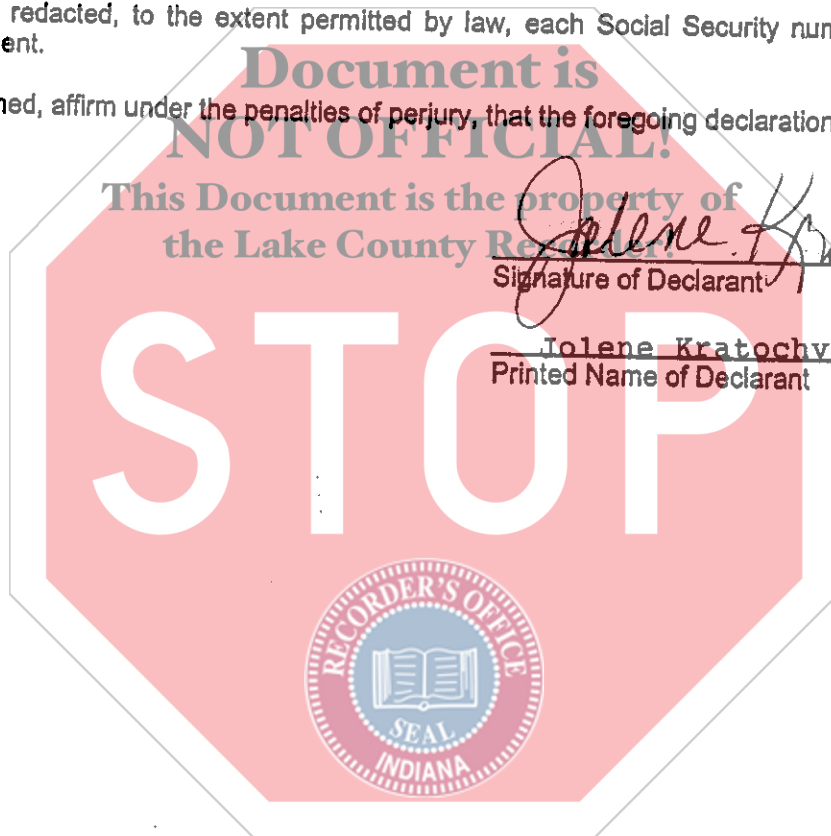 redacted, to the extent permitted by law, each Social Security num
ent.
Document is
ned, affirm under the penalties of perjury, that the foregoing declaration
NOT OFFICIAL!
This Document is the property of
the Lake County Recorder!
Jolene
Signature of Declarant
Jolene Kratochv
Printed Name of Declarant
STOP
RECORDER'S OFFICE
SEAL
INDIANA